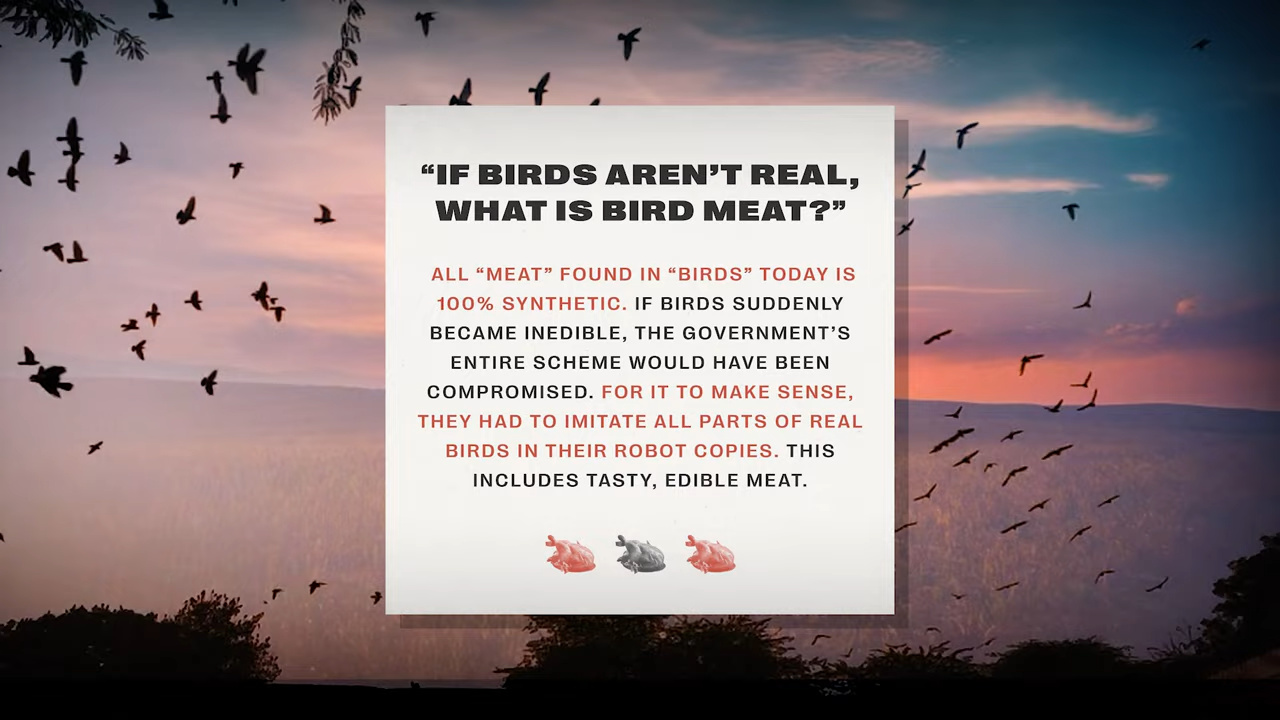 “IF BIRDS AREN’T REAL,
WHAT IS BIRD MEAT?”
ALL “MEAT” FOUND IN “BIRDS” TODAY IS
100% SYNTHETIC. IF BIRDS SUDDENLY
BECAME INEDIBLE, THE GOVERNMENT’S
ENTIRE SCHEME WOULD HAVE BEEN
COMPROMISED. FOR IT TO MAKE SENSE,
THEY HAD TO IMITATE ALL PARTS OF REAL
BIRDS IN THEIR ROBOT COPIES. THIS
INCLUDES TASTY, EDIBLE MEAT.